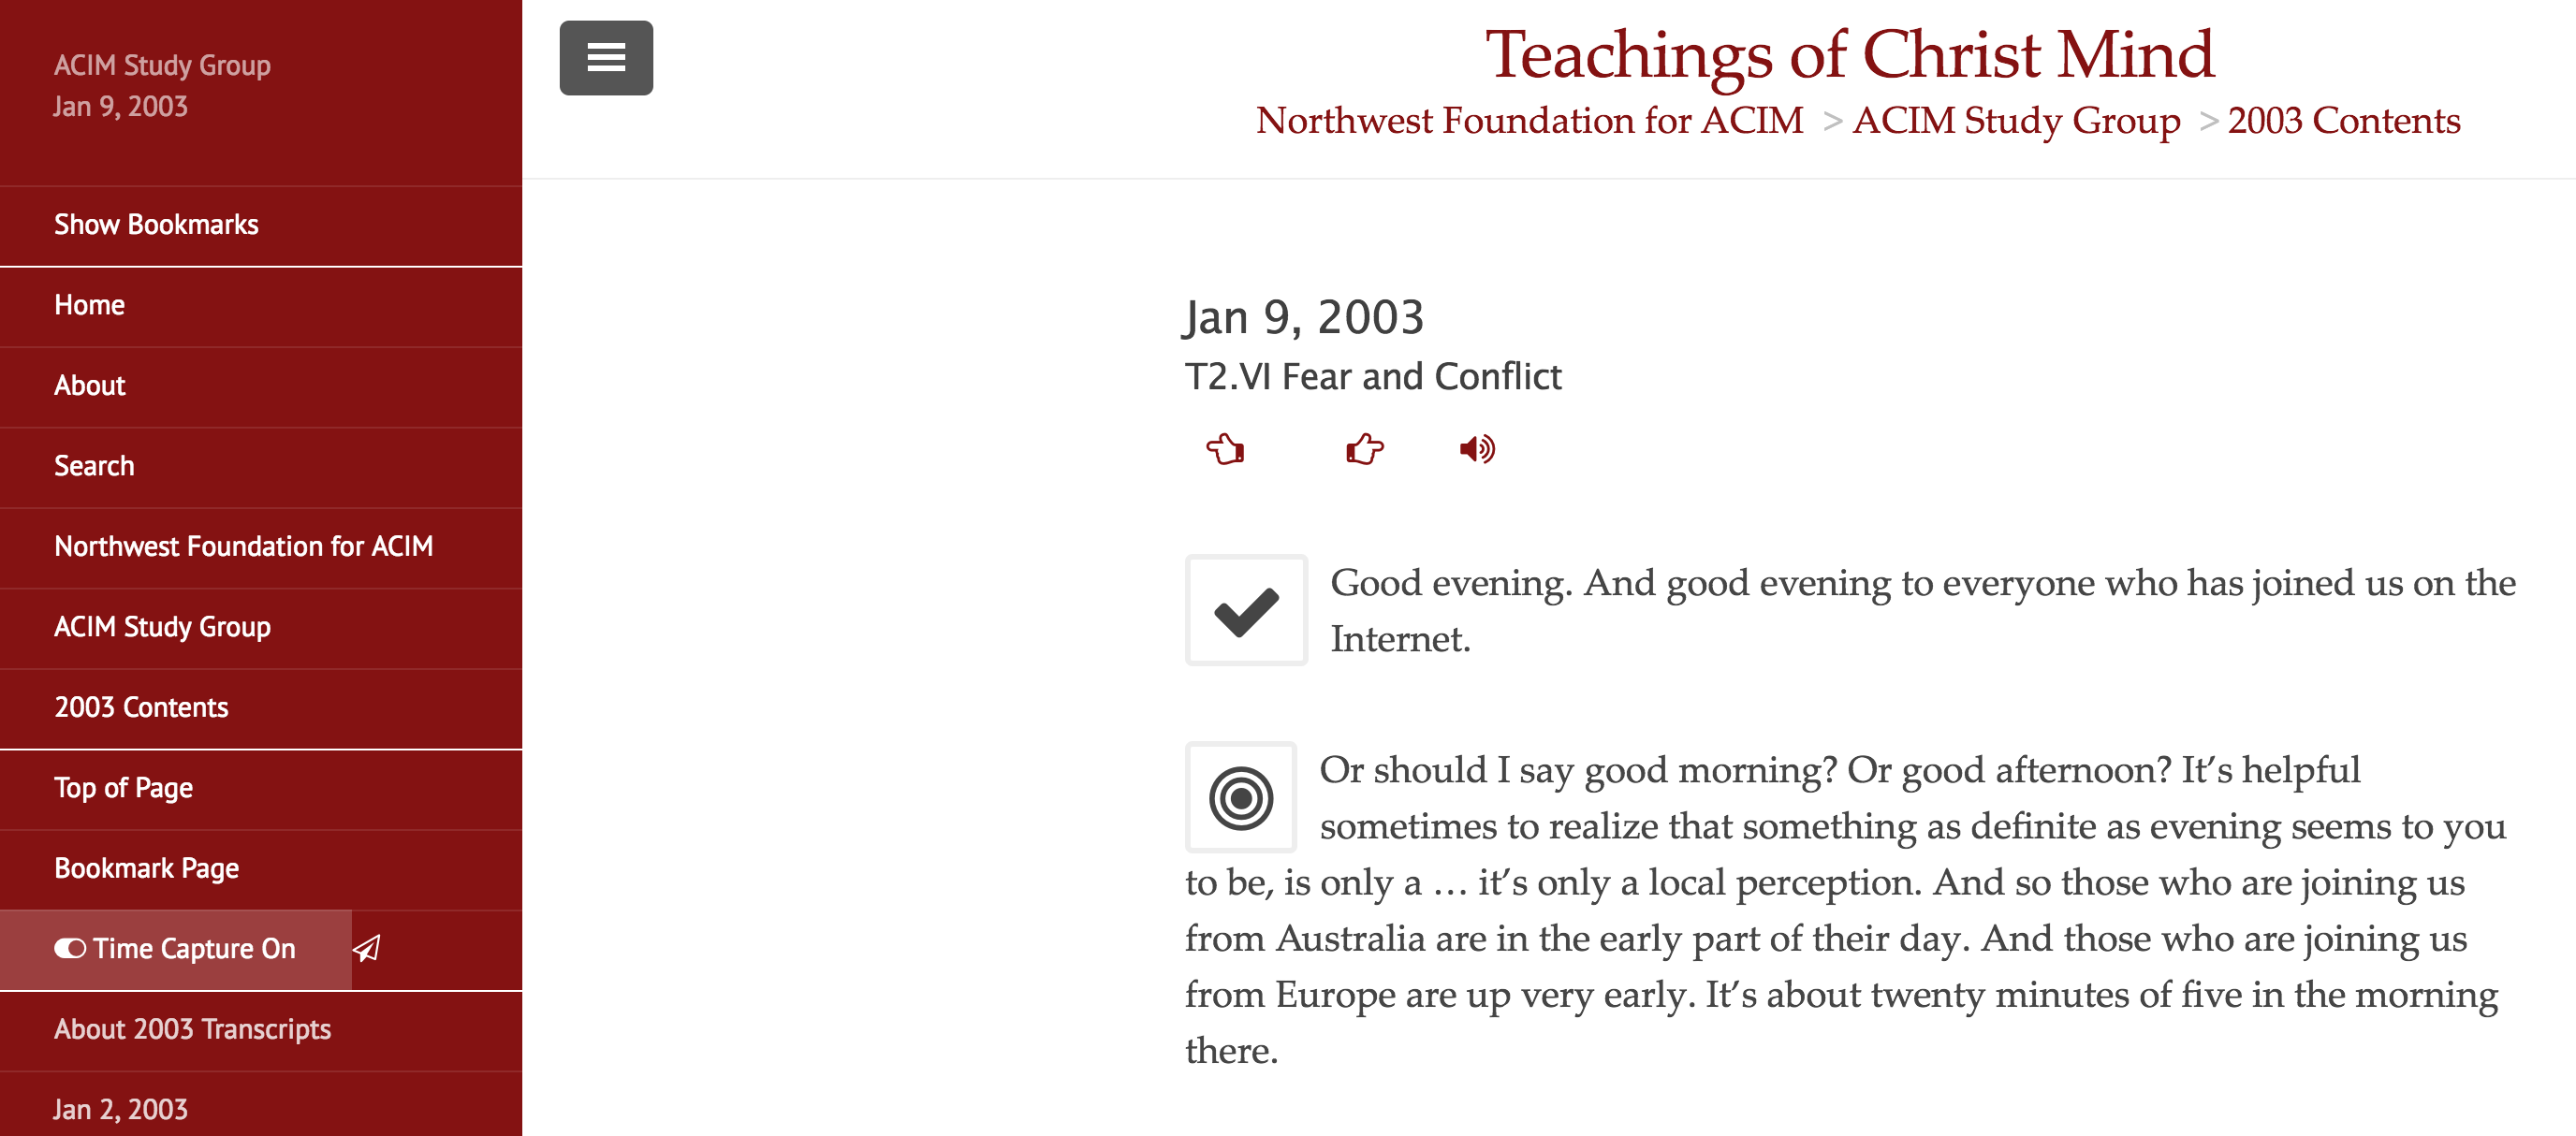 ACIM Study Group
Jan 9, 2003
Show Bookmarks
Home
About
Search
Northwest Foundation for ACIM
ACIM Study Group
2003 Contents
Top of Page
Bookmark Page
Time Capture On
About 2003 Transcripts
Jan 2, 2003
Teachings of Christ Mind
Northwest Foundation for ACIM > ACIM Study Group > 2003 Contents
Jan 9, 2003
T2.VI Fear and Conflict
Good evening. And good evening to everyone who has joined us on the
Internet.
Or should I say good morning? Or good afternoon? It’s helpful
sometimes to realize that something as definite as evening seems to you
to be, is only a … it’s only a local perception. And so those who are joining us
from Australia are in the early part of their day. And those who are joining us
from Europe are up very early. It’s about twenty minutes of five in the morning
there.